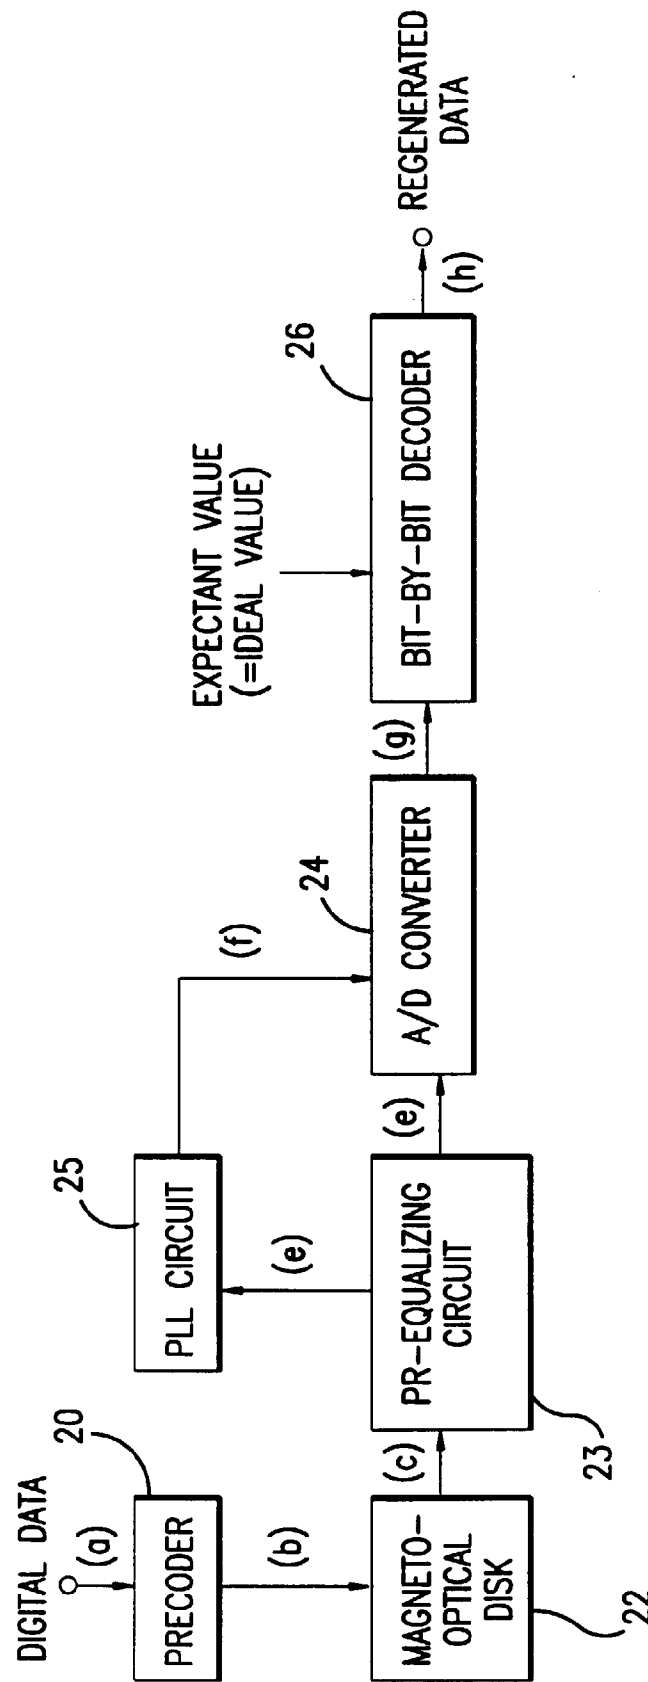 DIGITAL DATA
(a)
PRECODER
20
(b)
MAGNETO-
OPTICAL
DISK
22
(c)
PR-EQUALIZING
CIRCUIT
23
(e)
PLL CIRCUIT
25
(f)
(e)
A/D CONVERTER
24
(g)
EXPECTANT VALUE
(=IDEAL VALUE)
BIT-BY-BIT DECODER
26
(h)
REGENERATED
DATA